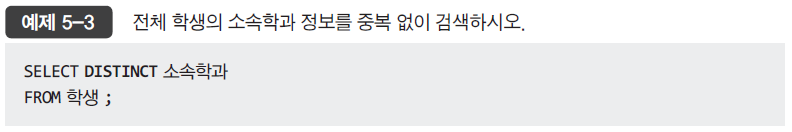 예제 5-3 전체 학생의 소속학과 정보를 중복 없이 검색하시오.
SELECT DISTINCT 소속학과
FROM 학생 ;